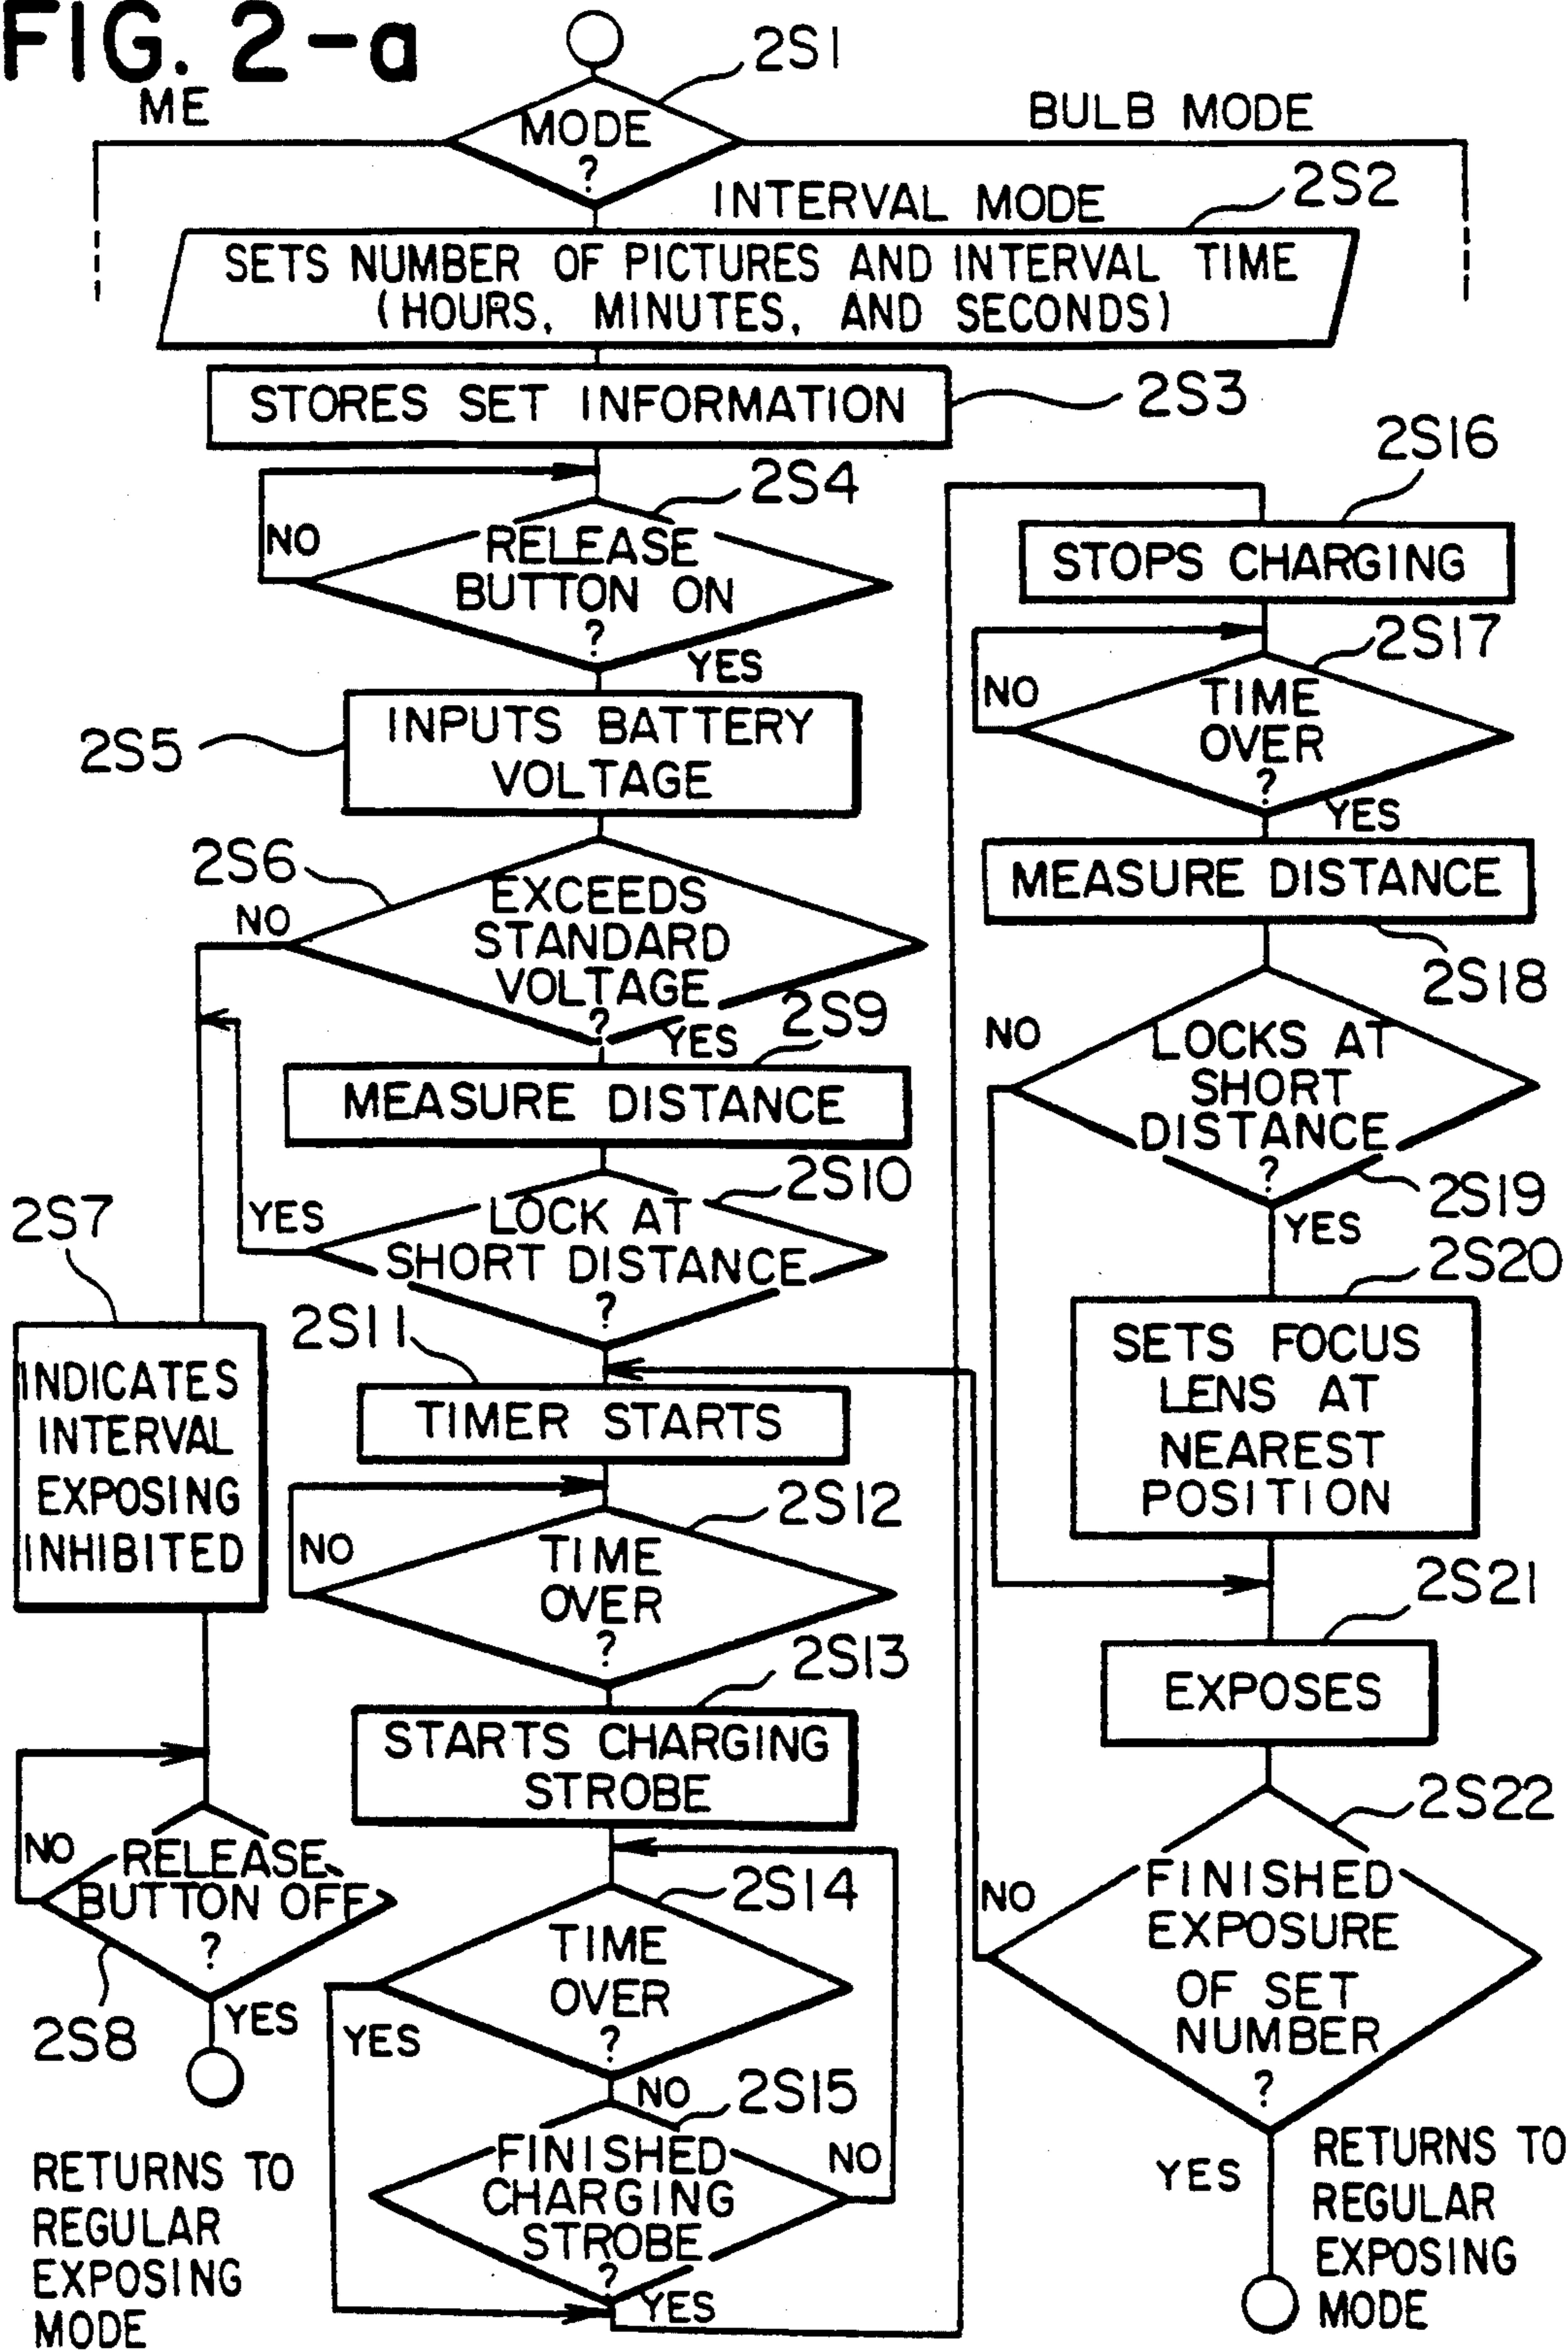 FIG. 2-a
2S1
ME
MODE
?
BULB MODE
INTERVAL MODE
2S2
SETS NUMBER OF PICTURES AND INTERVAL TIME
(HOURS, MINUTES, AND SECONDS)
STORES SET INFORMATION
2S3
2S4
NO
RELEASE
BUTTON ON
?
YES
2S5
INPUTS BATTERY
VOLTAGE
2S6
NO
EXCEEDS
STANDARD
VOLTAGE
?
YES
2S9
MEASURE DISTANCE
2S10
YES
LOCK AT
SHORT DISTANCE
?
2S7
INDICATES
INTERVAL
EXPOSING
INHIBITED
NO
RELEASE
BUTTON OFF
?
2S8
YES
RETURNS TO
REGULAR
EXPOSING
MODE
2S11
TIMER STARTS
2S12
NO
TIME
OVER
?
2S13
STARTS CHARGING
STROBE
2S14
TIME
OVER
?
YES
NO
2S15
FINISHED
CHARGING
STROBE
?
NO
YES
2S16
STOPS CHARGING
2S17
NO
TIME
OVER
?
YES
MEASURE DISTANCE
2S18
NO
LOCKS AT
SHORT
DISTANCE
?
2S19
YES
2S20
SETS FOCUS
LENS AT
NEAREST
POSITION
2S21
EXPOSES
2S22
NO
FINISHED
EXPOSURE
OF SET
NUMBER
?
YES
RETURNS TO
REGULAR
EXPOSING
MODE